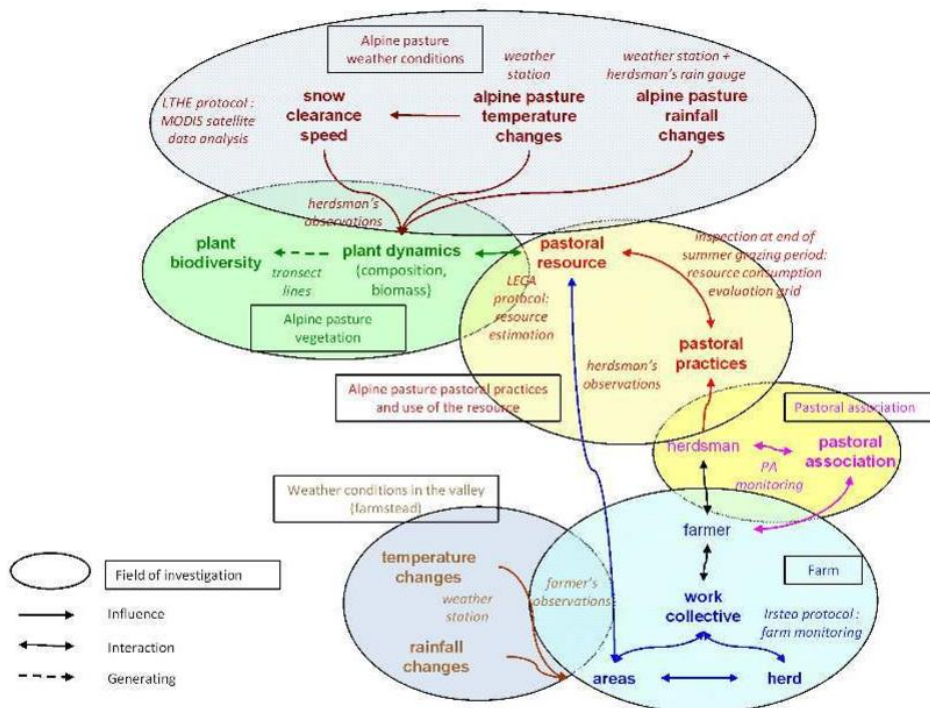 Alpine pasture
weather conditions
weather
station
weather station +
herdsman's rain gauge
LTHE protocol :
MODIS satellite
data analysis
snow
clearance
speed
alpine pasture
temperature
changes
alpine pasture
rainfall
changes
herdsman's
observations
plant
biodiversity
transect
lines
plant dynamics
(composition,
biomass)
pastoral
resource
inspection at end of
summer grazing period:
resource consumption
evaluation grid
LECA
protocol:
resource
estimation
Alpine pasture
vegetation
herdsman's
observations
pastoral
practices
Alpine pasture pastoral practices
and use of the resource
Pastoral association
herdsman
pastoral
association
PA
monitoring
Weather conditions in the valley
(farmstead)
farmer
Farm
temperature
changes
weather
station
farmer's
observations
work
collective
Irstea protocol :
farm monitoring
rainfall
changes
areas
herd
Field of investigation
Influence
Interaction
Generating